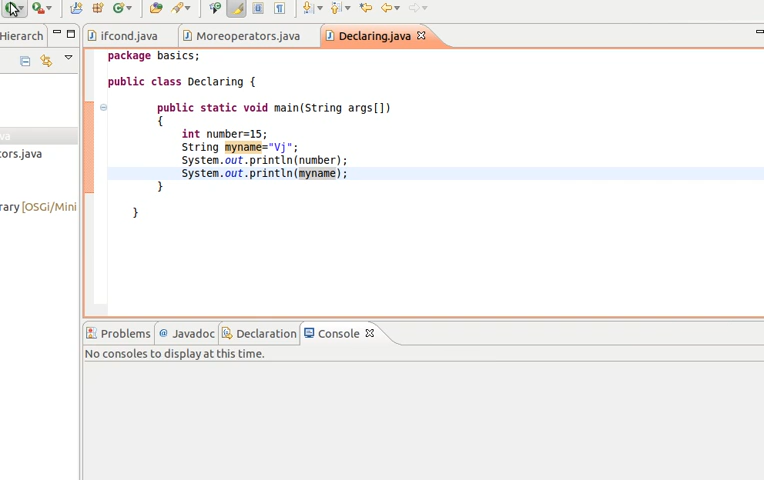 Hierarch
ifcond.java
Moreoperators.java
Declaring.java
package basics;
public class Declaring {
public static void main(String args[])
{
int number=15;
String myname="Vj";
System.out.println(number);
System.out.println(myname);
}
}
va
ors.java
rary [OSGi/Mini
Problems
@ Javadoc
Declaration
Console
No consoles to display at this time.